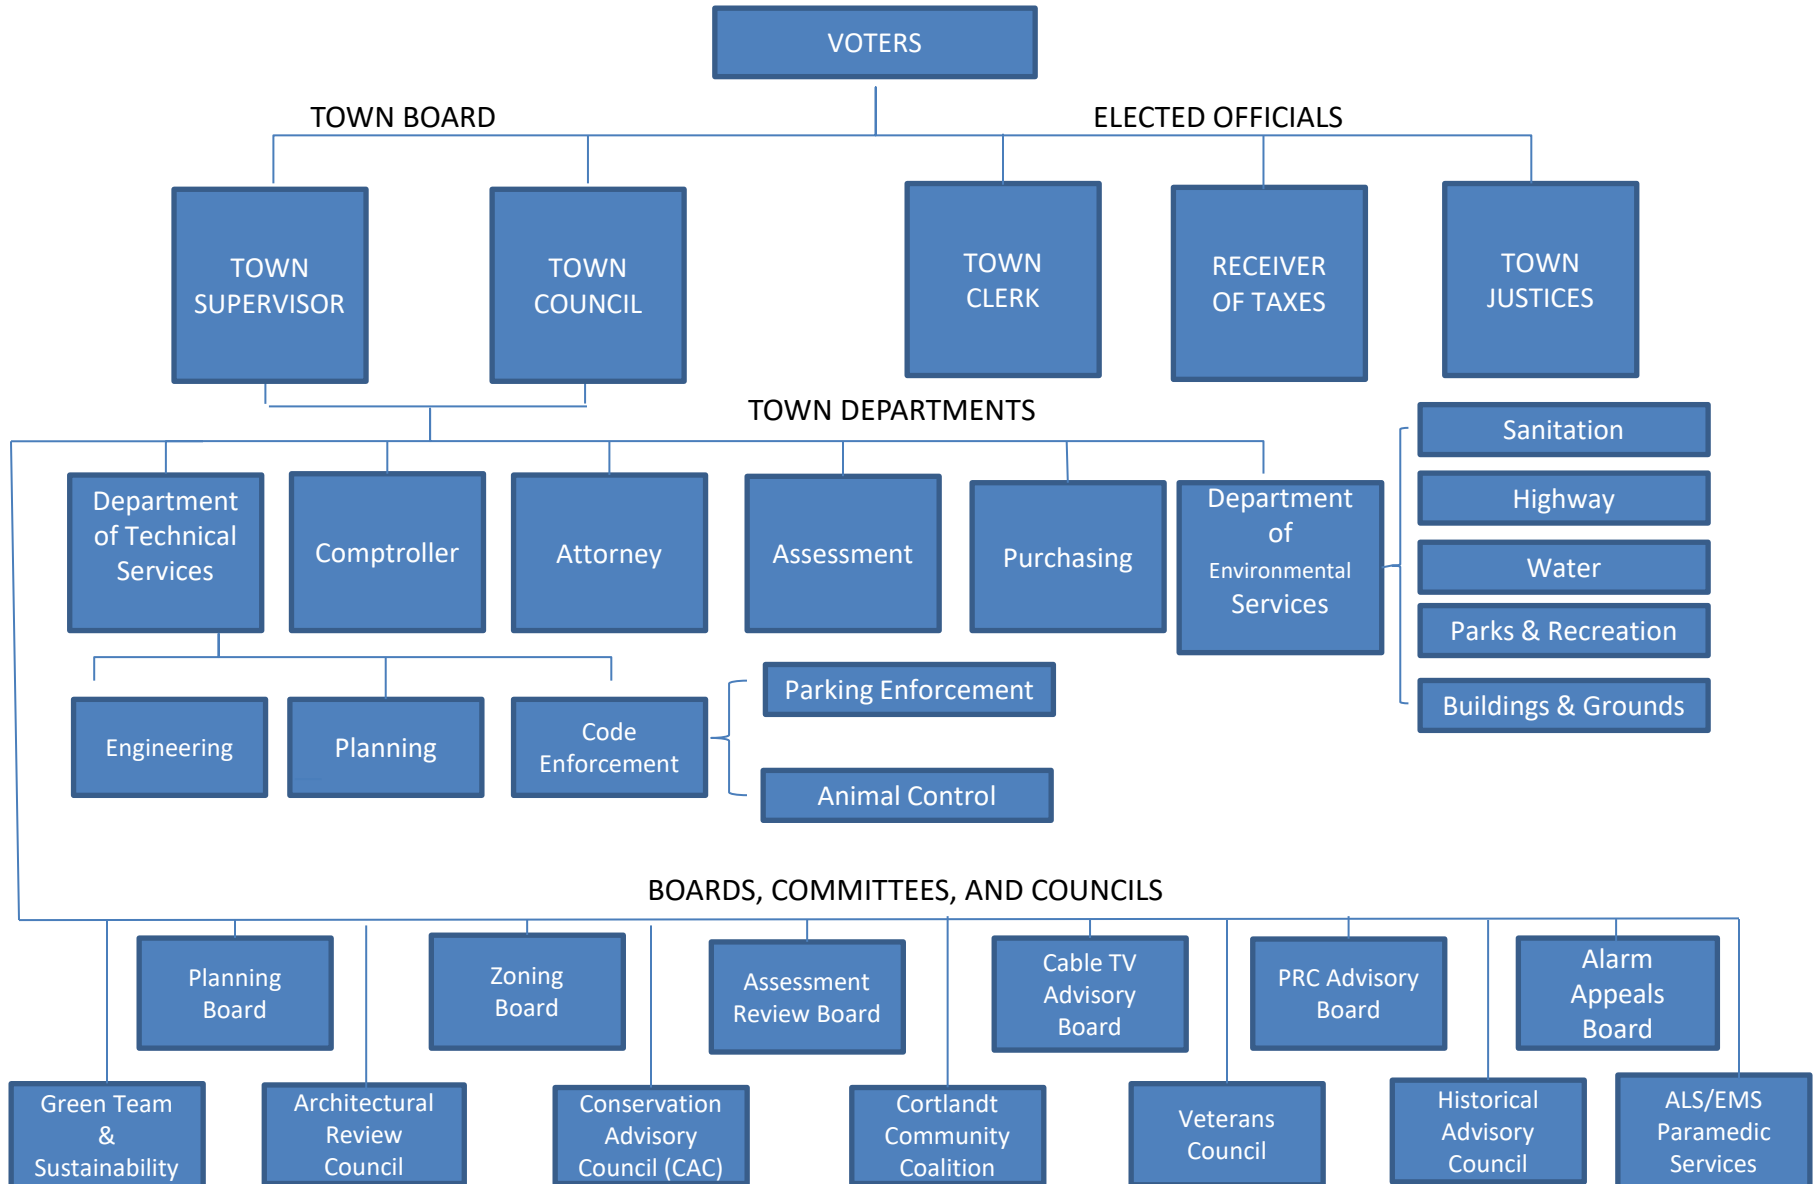 VOTERS
TOWN BOARD
ELECTED OFFICIALS
TOWN
SUPERVISOR
TOWN
COUNCIL
TOWN
CLERK
RECEIVER
OF TAXES
TOWN
JUSTICES
TOWN DEPARTMENTS
Department
of Technical
Services
Comptroller
Attorney
Assessment
Purchasing
Department
of
Environmental
Services
Sanitation
Highway
Water
Parks & Recreation
Buildings & Grounds
Engineering
Planning
Code
Enforcement
Parking Enforcement
Animal Control
BOARDS, COMMITTEES, AND COUNCILS
Planning
Board
Zoning
Board
Assessment
Review Board
Cable TV
Advisory
Board
PRC Advisory
Board
Alarm
Appeals
Board
Green Team
&
Sustainability
Architectural
Review
Council
Conservation
Advisory
Council (CAC)
Cortlandt
Community
Coalition
Veterans
Council
Historical
Advisory
Council
ALS/EMS
Paramedic
Services